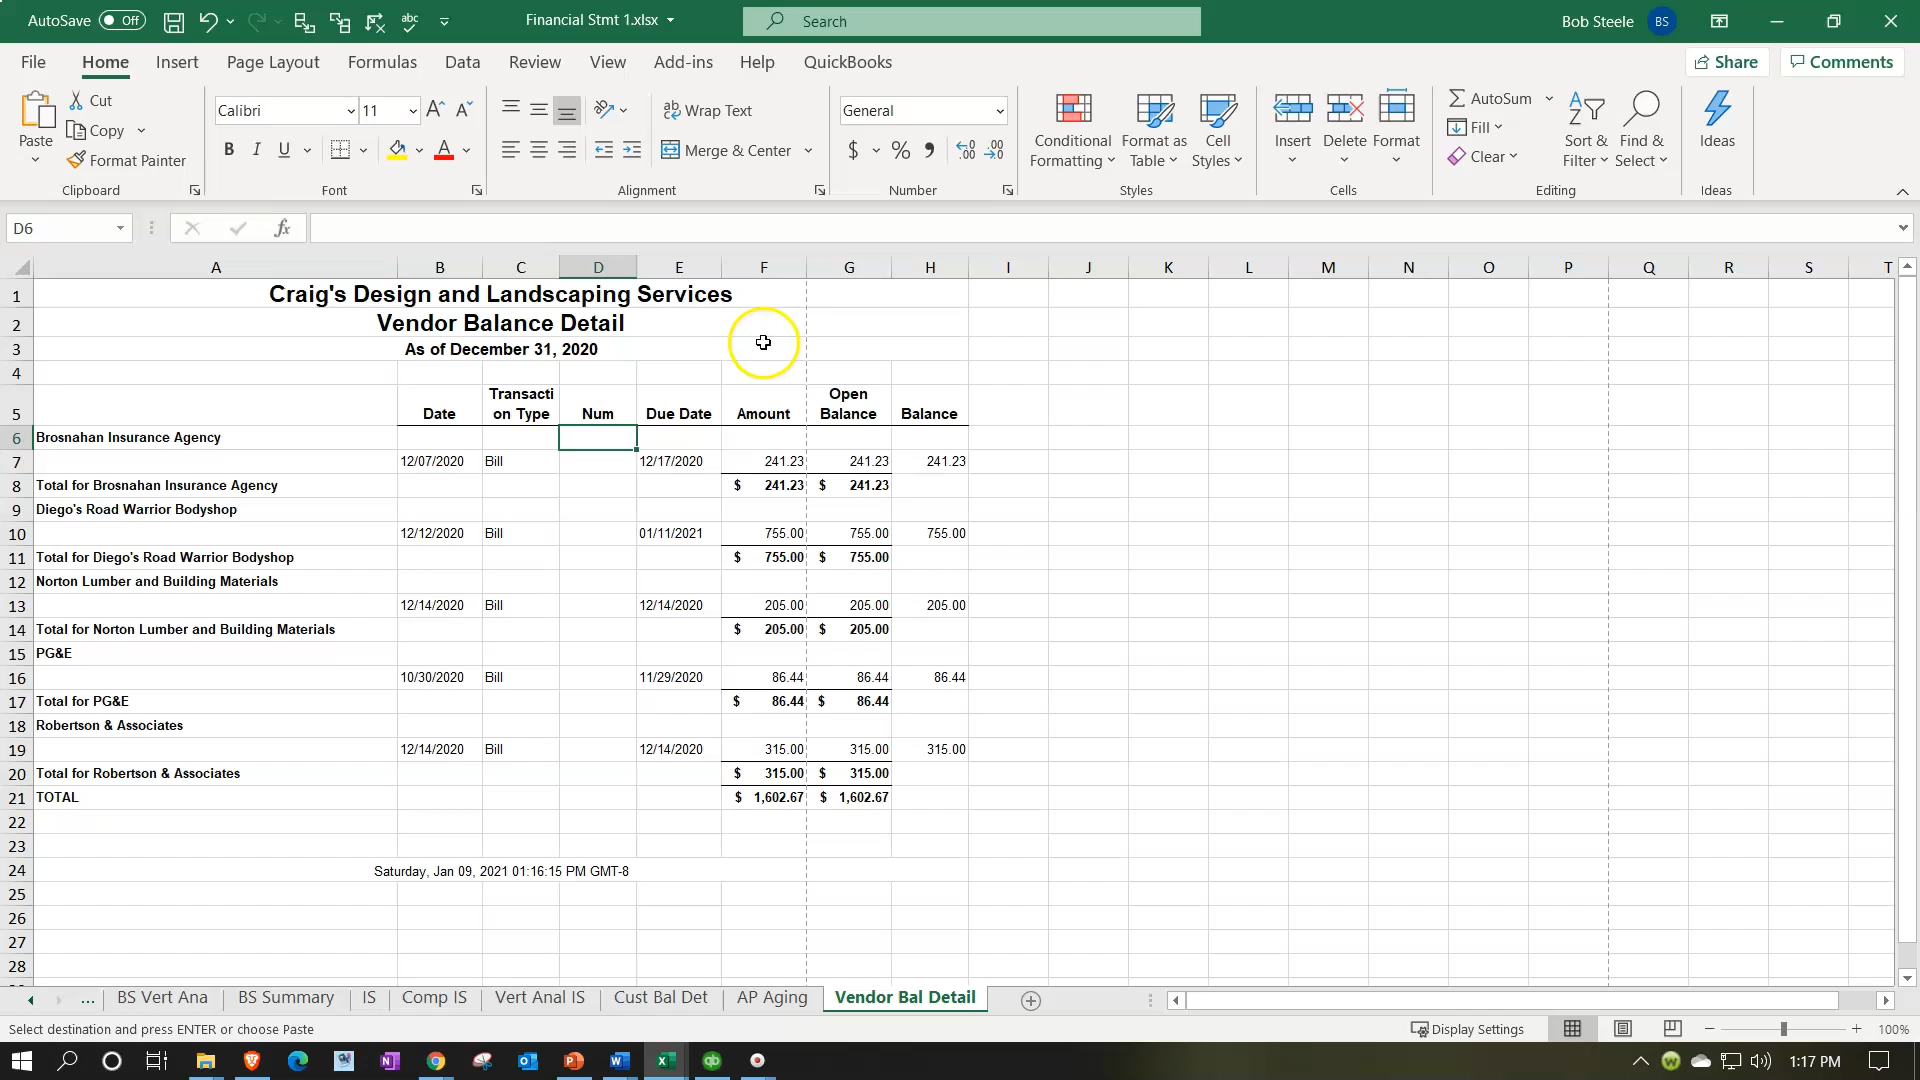 AutoSave Off Financial Stmt 1.xlsx Search Bob Steele BS
File Home Insert Page Layout Formulas Data Review View Add-ins Help QuickBooks Share Comments
Paste Cut Copy Format Painter Clipboard
Calibri 11 B I U A Font
Wrap Text Merge & Center Alignment
General $ % Number
Conditional Formatting Format as Table Cell Styles Styles
Insert Delete Format Cells
AutoSum Fill Clear Sort & Filter Find & Select Editing
Ideas Ideas
D6 fx
A B C D E F G H I J K L M N O P Q R S T
1 Craig's Design and Landscaping Services
2 Vendor Balance Detail
3 As of December 31, 2020
4
5 Date Transacti on Type Num Due Date Amount Open Balance Balance
6 Brosnahan Insurance Agency
7 12/07/2020 Bill 12/17/2020 241.23 241.23 241.23
8 Total for Brosnahan Insurance Agency $ 241.23 $ 241.23
9 Diego's Road Warrior Bodyshop
10 12/12/2020 Bill 01/11/2021 755.00 755.00 755.00
11 Total for Diego's Road Warrior Bodyshop $ 755.00 $ 755.00
12 Norton Lumber and Building Materials
13 12/14/2020 Bill 12/14/2020 205.00 205.00 205.00
14 Total for Norton Lumber and Building Materials $ 205.00 $ 205.00
15 PG&E
16 10/30/2020 Bill 11/29/2020 86.44 86.44 86.44
17 Total for PG&E $ 86.44 $ 86.44
18 Robertson & Associates
19 12/14/2020 Bill 12/14/2020 315.00 315.00 315.00
20 Total for Robertson & Associates $ 315.00 $ 315.00
21 TOTAL $ 1,602.67 $ 1,602.67
22
23
24 Saturday, Jan 09, 2021 01:16:15 PM GMT-8
25
26
27
28
... BS Vert Ana BS Summary IS Comp IS Vert Anal IS Cust Bal Det AP Aging Vendor Bal Detail
Select destination and press ENTER or choose Paste Display Settings 100%
1:17 PM